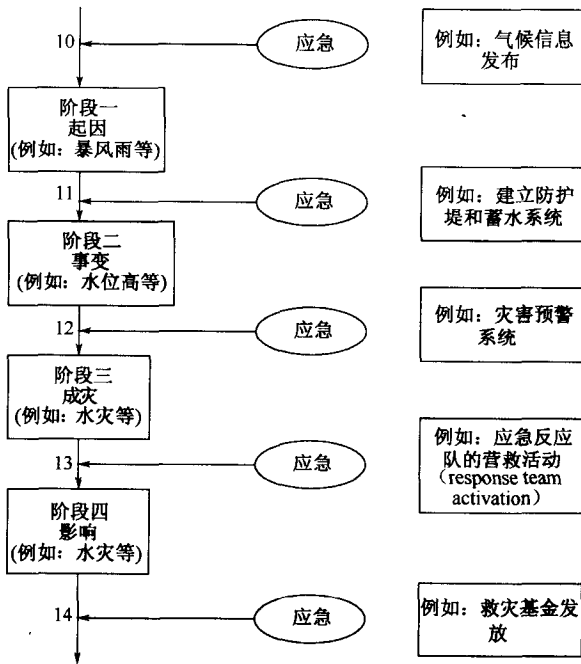 10
应急
例如：气候信息
发布
阶段一
起因
(例如：暴风雨等)
11
应急
例如：建立防护
堤和蓄水系统
阶段二
事变
(例如：水位高等)
12
应急
例如：灾害预警
系统
阶段三
成灾
(例如：水灾等)
13
应急
例如：应急反应
队的营救活动
（response team
activation）
阶段四
影响
(例如：水灾等)
14
应急
例如：救灾基金发
放